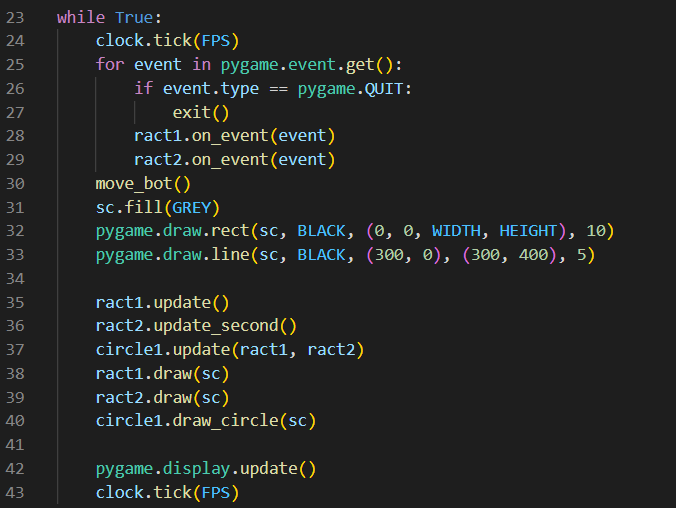 23 while True:
24     clock.tick(FPS)
25     for event in pygame.event.get():
26         if event.type == pygame.QUIT:
27             exit()
28         ract1.on_event(event)
29         ract2.on_event(event)
30     move_bot()
31     sc.fill(GREY)
32     pygame.draw.rect(sc, BLACK, (0, 0, WIDTH, HEIGHT), 10)
33     pygame.draw.line(sc, BLACK, (300, 0), (300, 400), 5)
34
35     ract1.update()
36     ract2.update_second()
37     circle1.update(ract1, ract2)
38     ract1.draw(sc)
39     ract2.draw(sc)
40     circle1.draw_circle(sc)
41
42     pygame.display.update()
43     clock.tick(FPS)